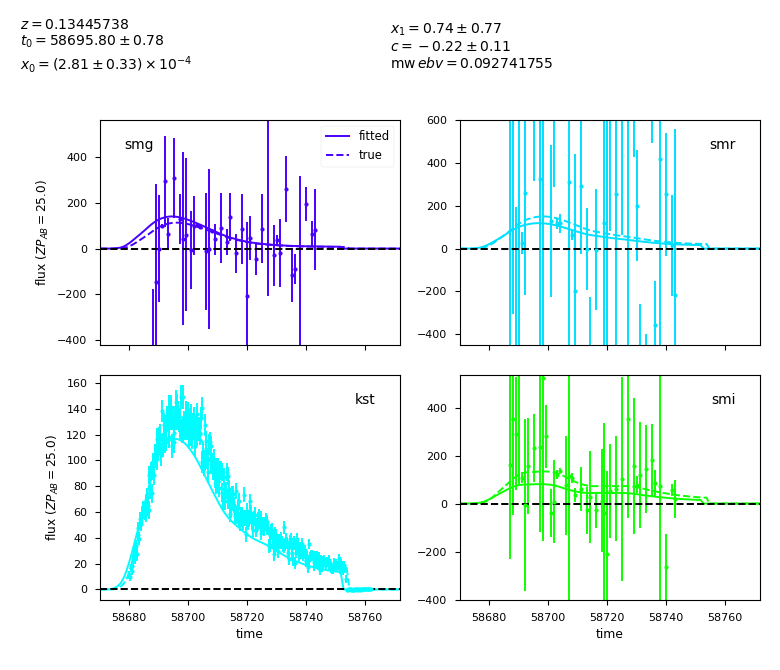 z = 0.13445738
t₀ = 58695.80 ± 0.78
x₀ = (2.81 ± 0.33) × 10⁻⁴
x₁ = 0.74 ± 0.77
c = −0.22 ± 0.11
mw ebv = 0.092741755
smg
fitted
true
flux (ZP_AB = 25.0)
400
200
0
−200
−400
smr
600
400
200
0
−200
−400
kst
flux (ZP_AB = 25.0)
160
140
120
100
80
60
40
20
0
58680 58700 58720 58740 58760
time
smi
400
200
0
−200
−400
58680 58700 58720 58740 58760
time